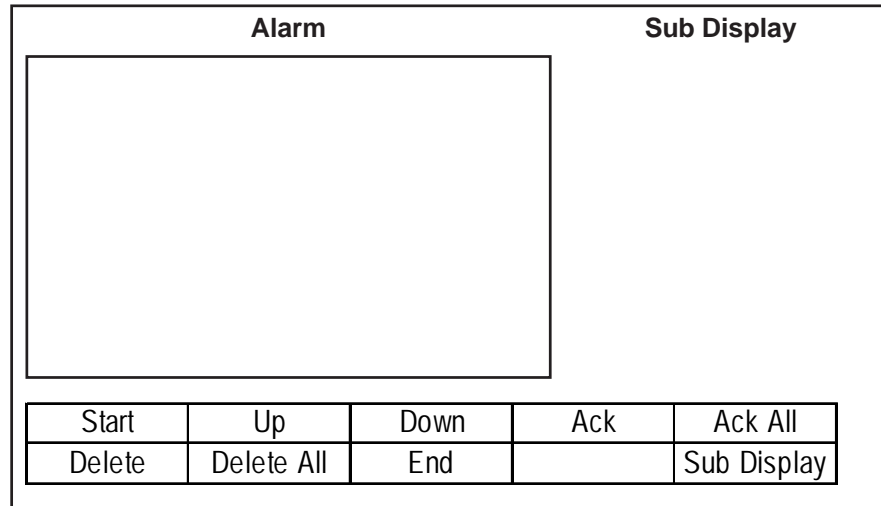 Alarm Sub Display
Start Up Down Ack Ack All
Delete Delete All End Sub Display